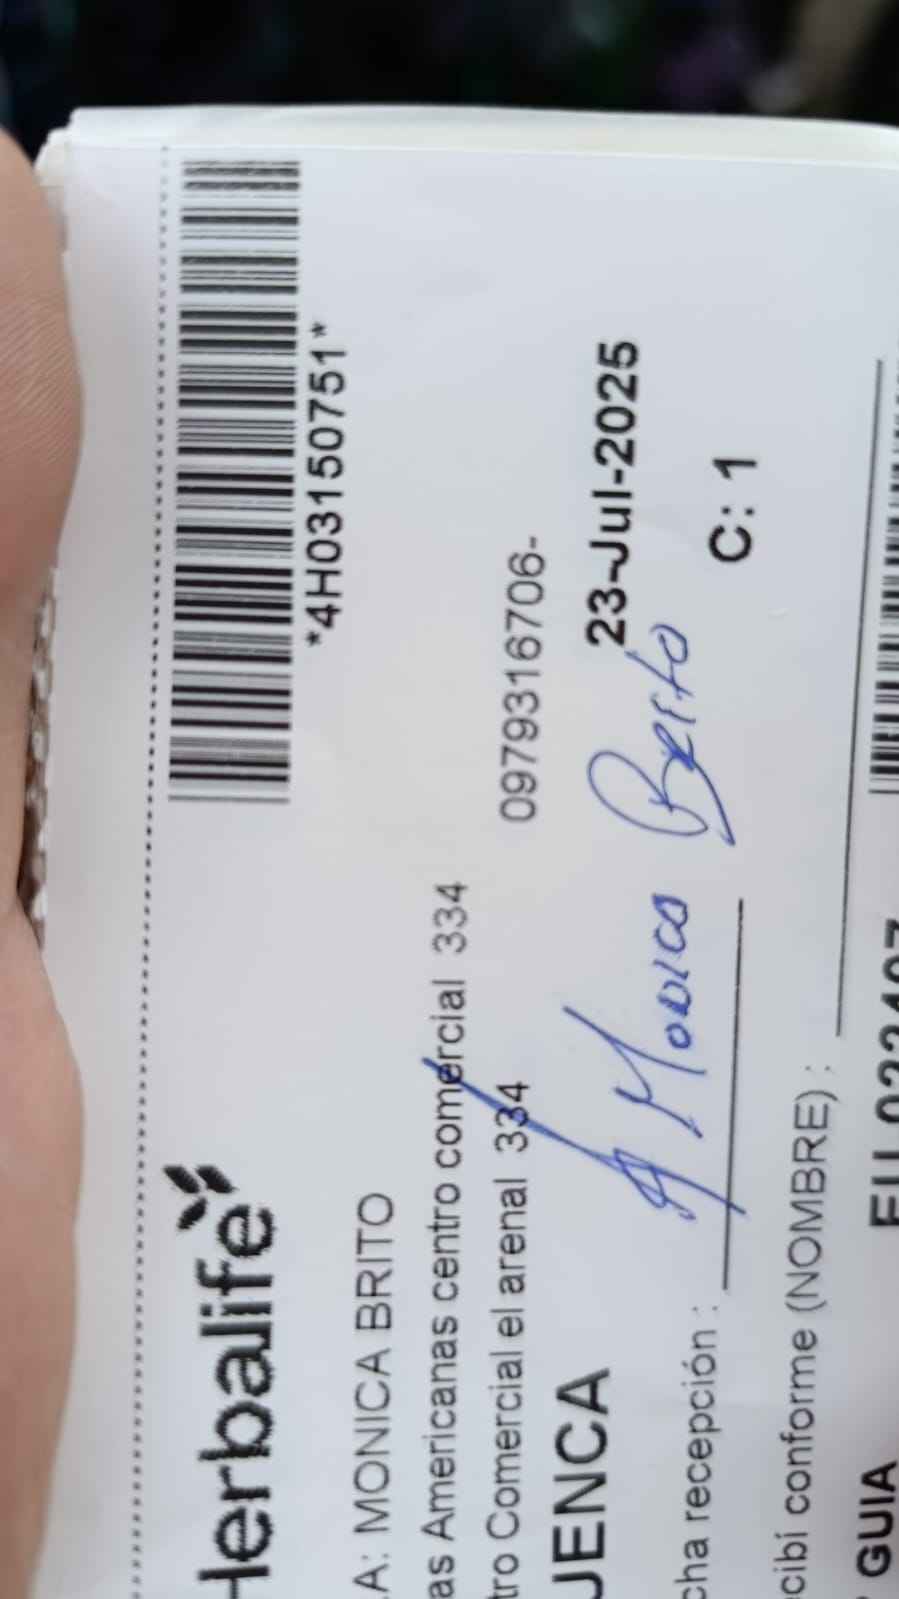 Herbalife
*4H03150751*
A: MONICA BRITO
as Americanas centro comercial 334
tro Comercial el arenal 334 0979316706-
UENCA 23-Jul-2025
cha recepción : Monica Brito C: 1
cibí conforme (NOMBRE) :
GUIA